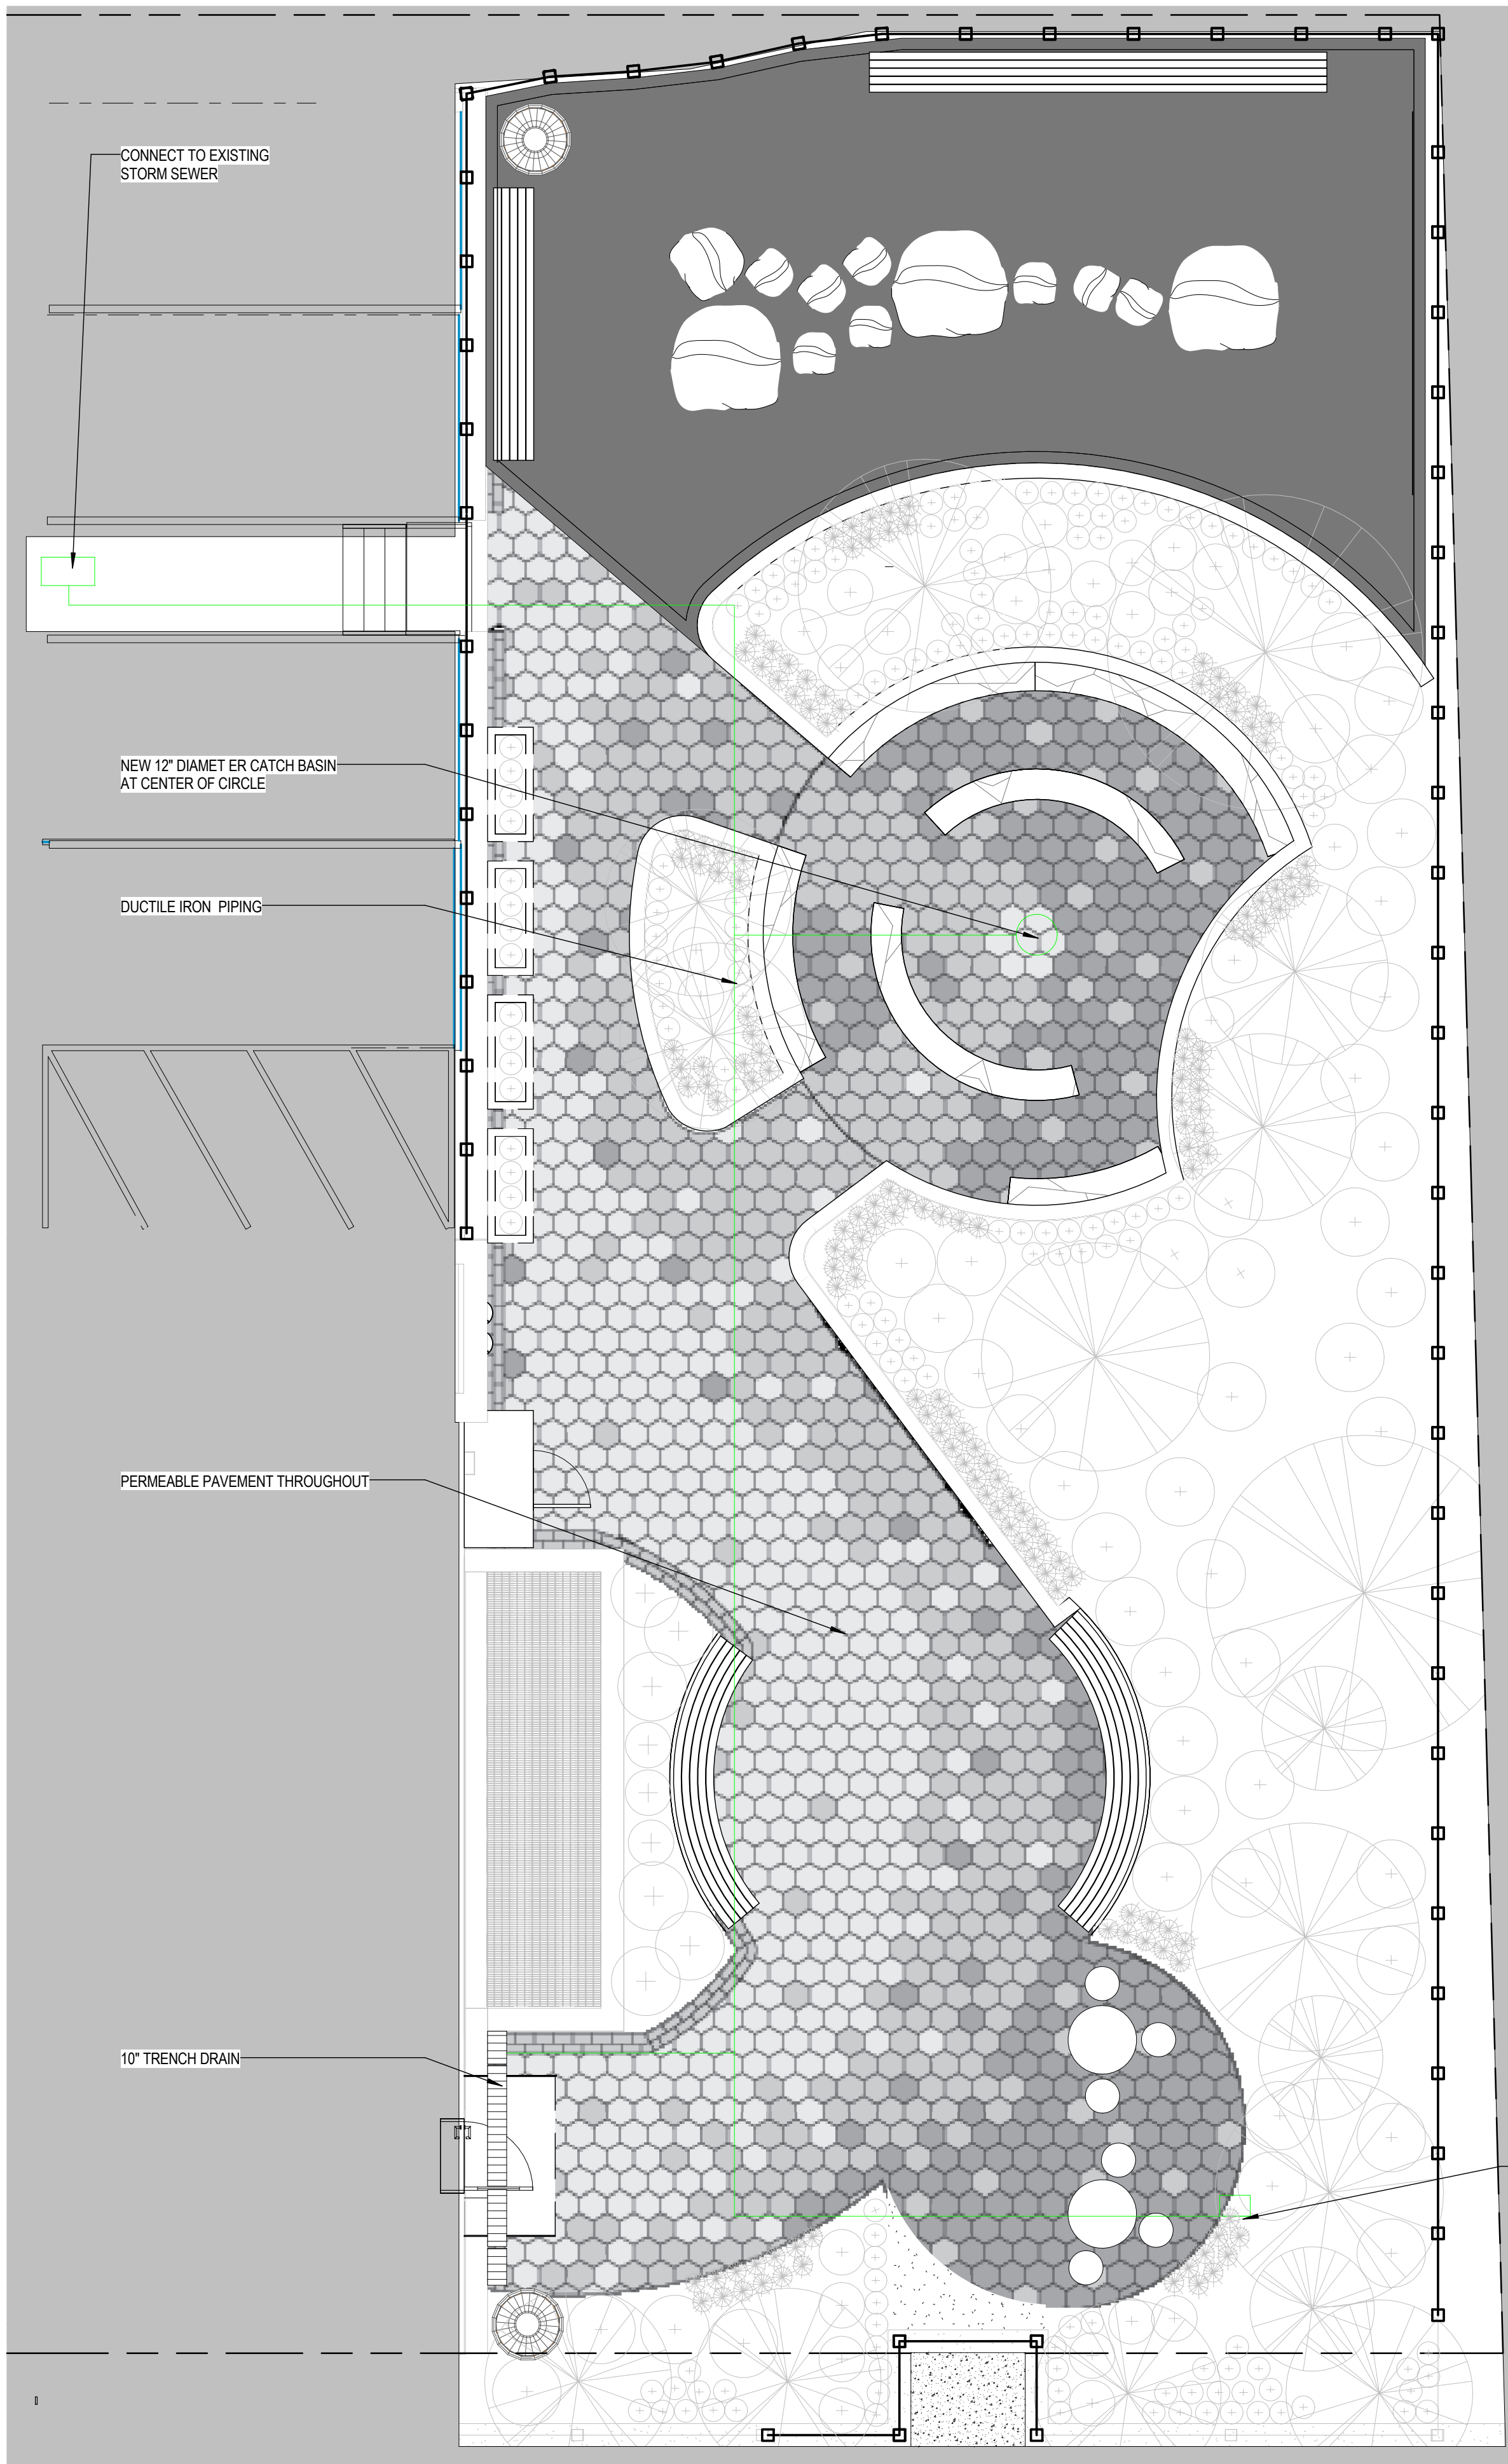 CONNECT TO EXISTING
STORM SEWER
NEW 12" DIAMET ER CATCH BASIN
AT CENTER OF CIRCLE
DUCTILE IRON  PIPING
PERMEABLE PAVEMENT THROUGHOUT
10" TRENCH DRAIN